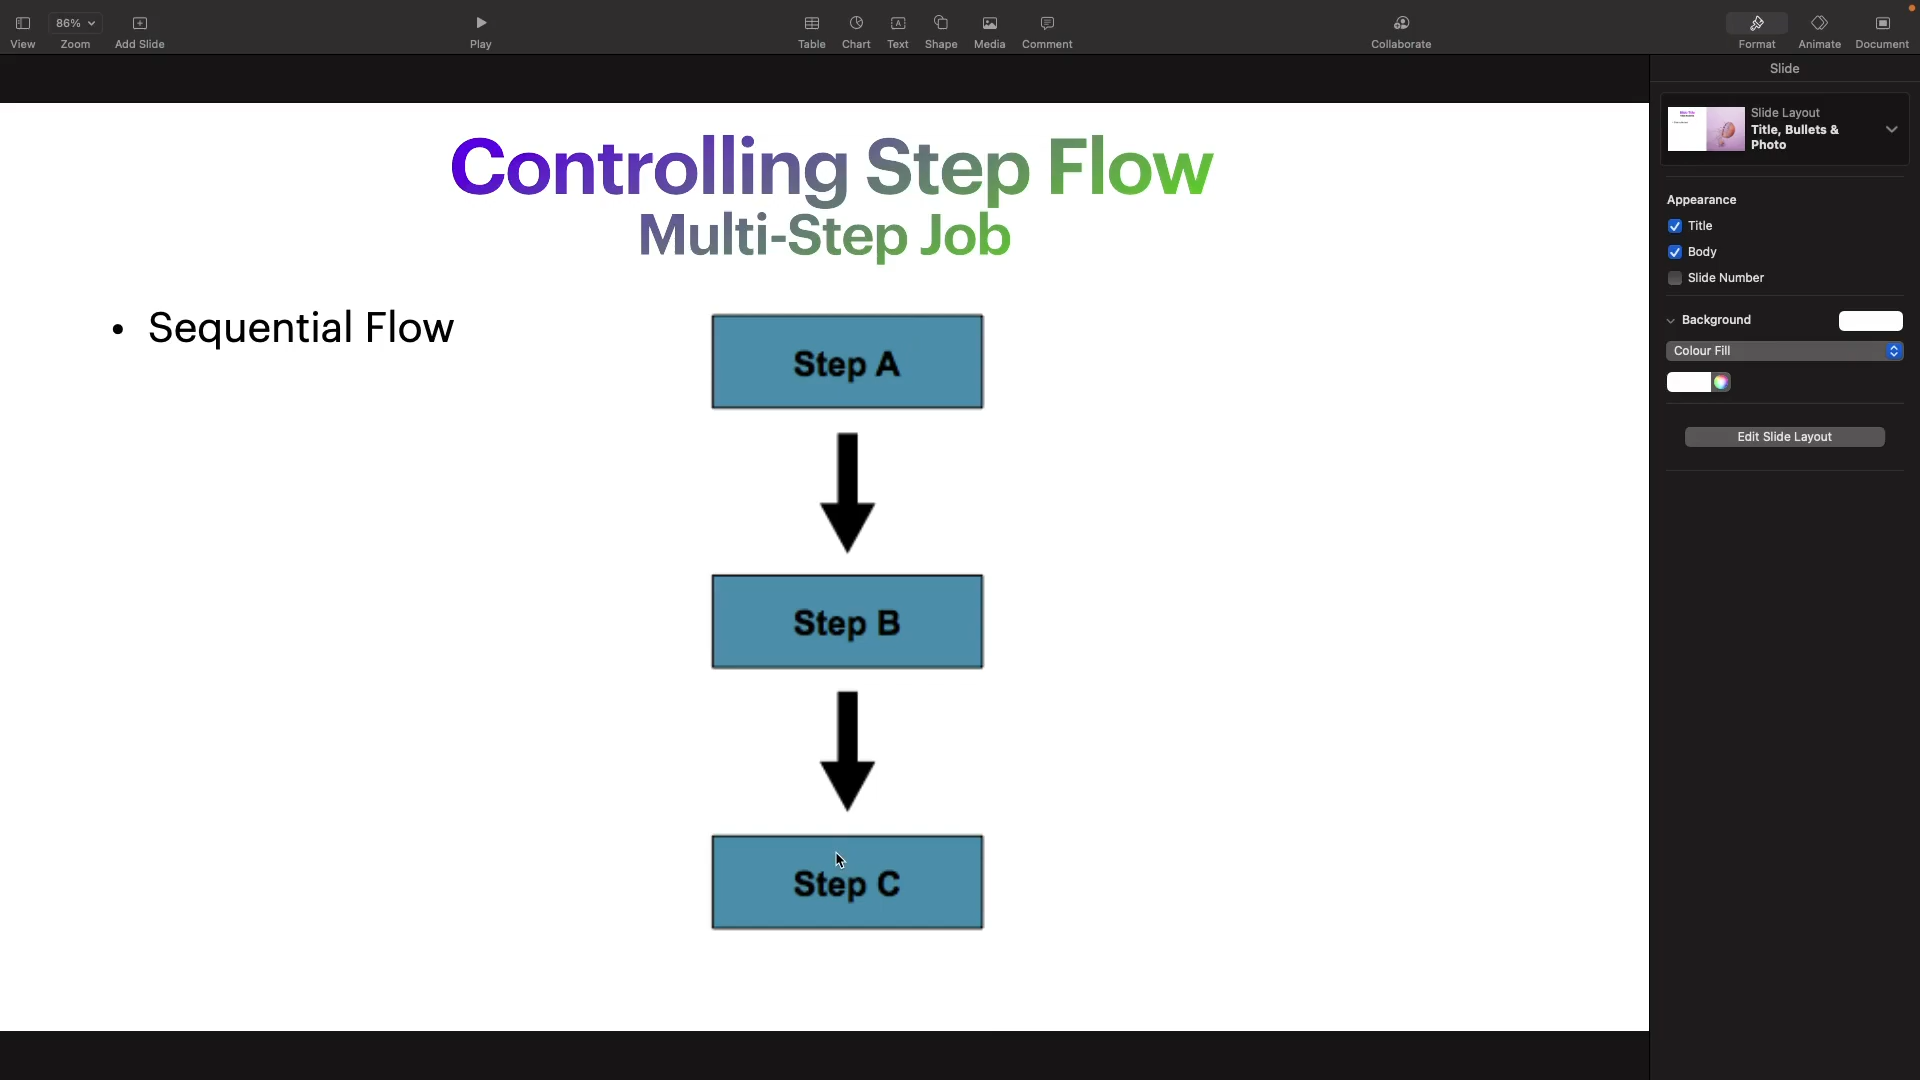 View
86%
Zoom
Add Slide
Play
Table
Chart
Text
Shape
Media
Comment
Collaborate
Format
Animate
Document
Slide
Slide Layout
Title, Bullets &
Photo
Appearance
Title
Body
Slide Number
Background
Colour Fill
Edit Slide Layout
Controlling Step Flow
Multi-Step Job
• Sequential Flow
Step A
Step B
Step C